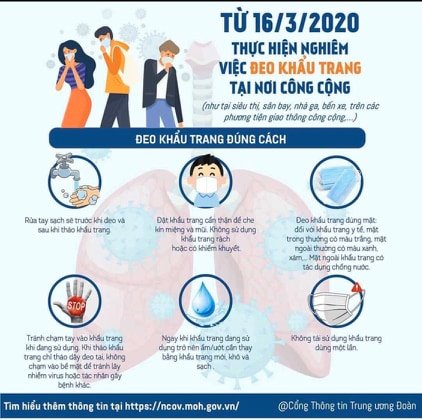 TỪ 16/3/2020
THỰC HIỆN NGHIÊM
VIỆC ĐEO KHẨU TRANG
TẠI NƠI CÔNG CỘNG
(như tại siêu thị, sân bay, nhà ga, bến xe, trên các
phương tiện giao thông công cộng,...)
ĐEO KHẨU TRANG ĐÚNG CÁCH
Rửa tay sạch sẽ trước khi đeo và
sau khi tháo khẩu trang.
Đặt khẩu trang cẩn thận để che
kín miệng và mũi. Không sử dụng
khẩu trang rách
hoặc có khiếm khuyết.
Đeo khẩu trang đúng mặt:
đối với khẩu trang y tế, mặt
trong thường có màu trắng, mặt
ngoài thường có màu xanh,
xám,... Mặt ngoài khẩu trang có
tác dụng chống nước.
STOP
Tránh chạm tay vào khẩu trang
khi đang sử dụng. Khi tháo khẩu
trang chỉ tháo dây đeo tai, không
chạm vào bề mặt để tránh lây
nhiễm virus hoặc tác nhân gây
bệnh khác.
Ngay khi khẩu trang đang sử dụng
trở nên ẩm/ướt cần thay
bằng khẩu trang mới, khô và
sạch .
Không tái sử dụng khẩu trang
dùng một lần.
Tìm hiểu thêm thông tin tại https://ncov.moh.gov.vn/
@Cổng Thông tin Trung ương Đoàn